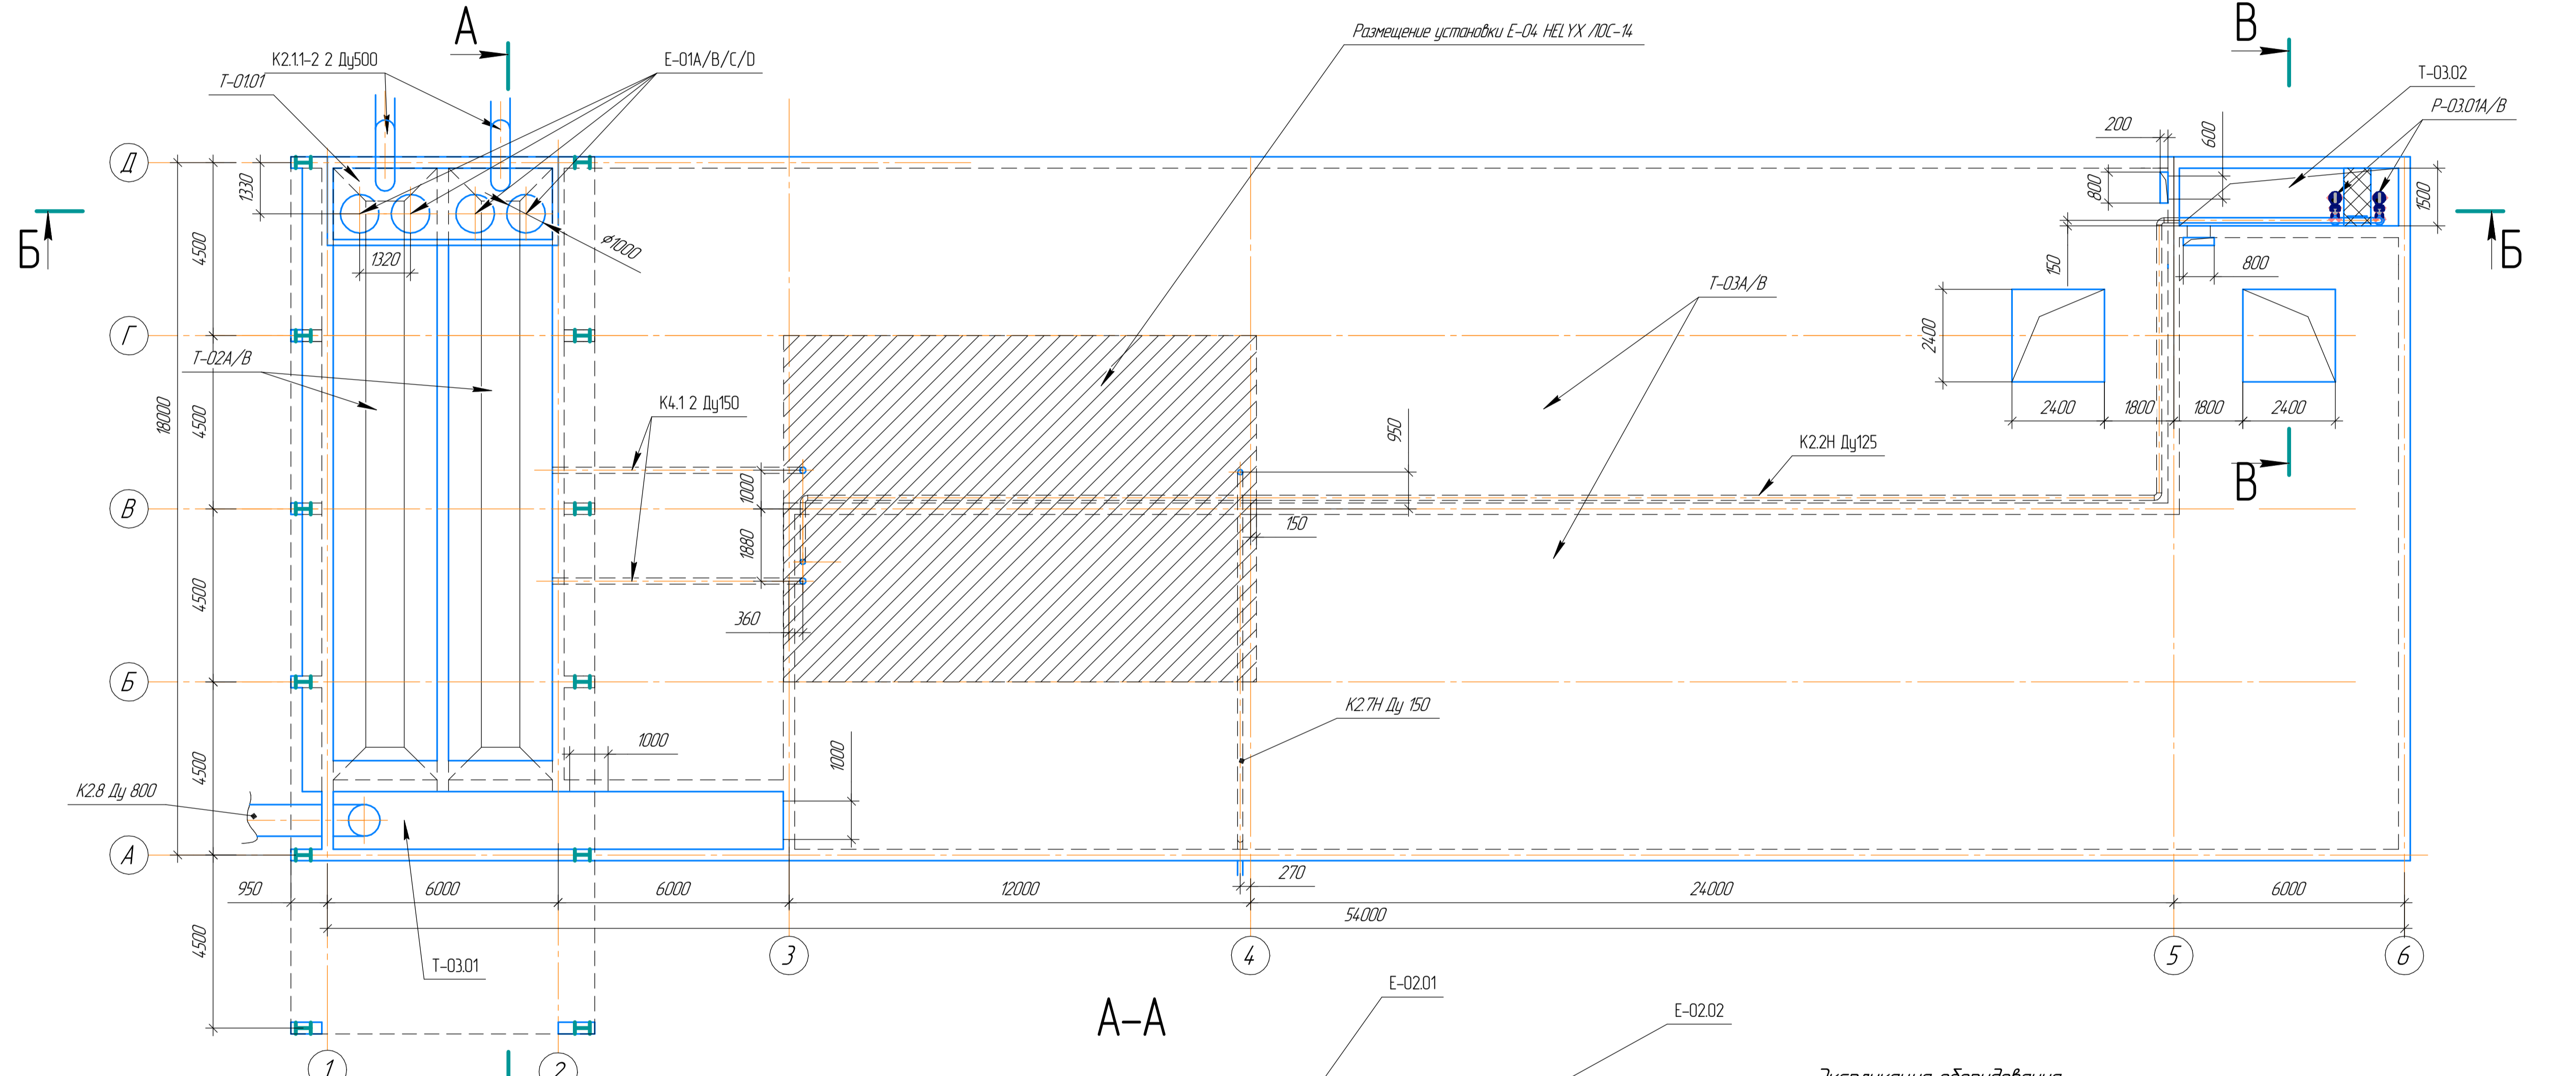 А
В
К2.1.1-2 2 Ду500
Т-01.01
Е-01А/В/С/D
Размещение установки Е-04 HELYX ЛОС-14
Т-03.02
Р-03.01А/В
200
600
800
1500
Д
1330
4500
Б
1320
ϕ1000
150
800
Б
Т-03А/В
Г
2400
Т-02А/В
18000
4500
К4.1 2 Ду150
950
2400
1800
1800
2400
К2.2Н Ду125
В
1000
В
150
1880
4500
360
Б
К2.7Н Ду 150
1000
1000
4500
К2.8 Ду 800
А
270
950
6000
6000
12000
24000
6000
54000
4500
Т-03.01
3
4
5
6
Е-02.01
А-А
Е-02.02
1
2
Экспликация оборудования